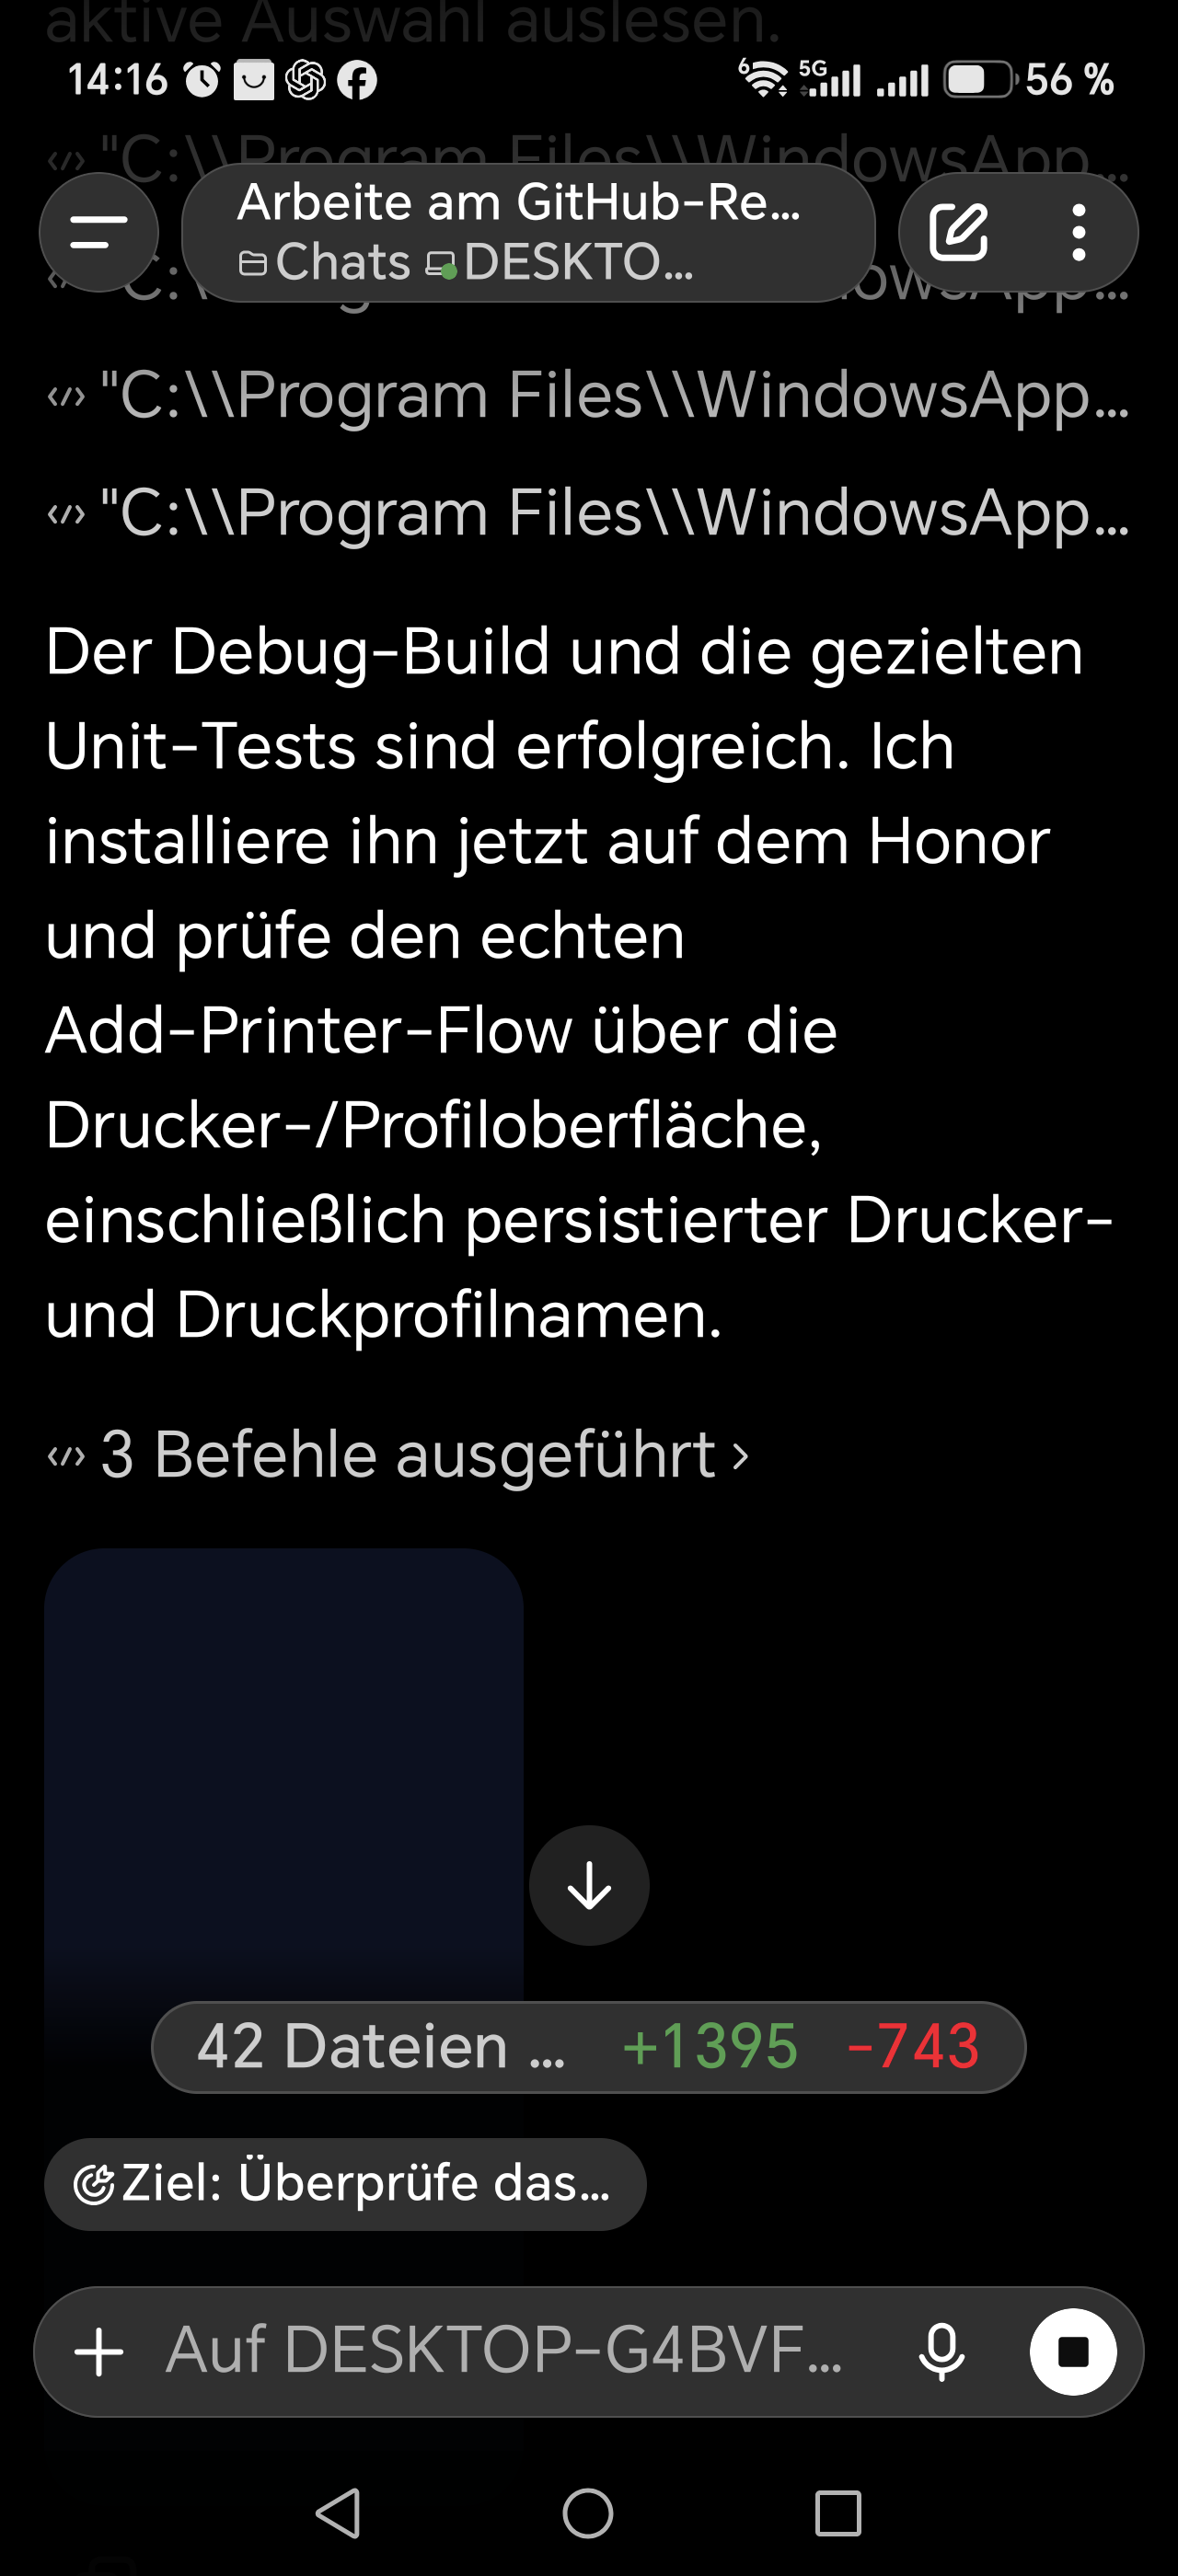 aktive Auswahl auslesen.
14:16 6 5G 56 %
"C:\\Program Files\\WindowsApp...
Arbeite am GitHub-Re...
Chats DESKTO...
"C:\\Program Files\\WindowsApp...
"C:\\Program Files\\WindowsApp...
Der Debug-Build und die gezielten
Unit-Tests sind erfolgreich. Ich
installiere ihn jetzt auf dem Honor
und prüfe den echten
Add-Printer-Flow über die
Drucker-/Profiloberfläche,
einschließlich persistierter Drucker-
und Druckprofilnamen.
3 Befehle ausgeführt
42 Dateien ... +1395 -743
Ziel: Überprüfe das...
Auf DESKTOP-G4BVF...